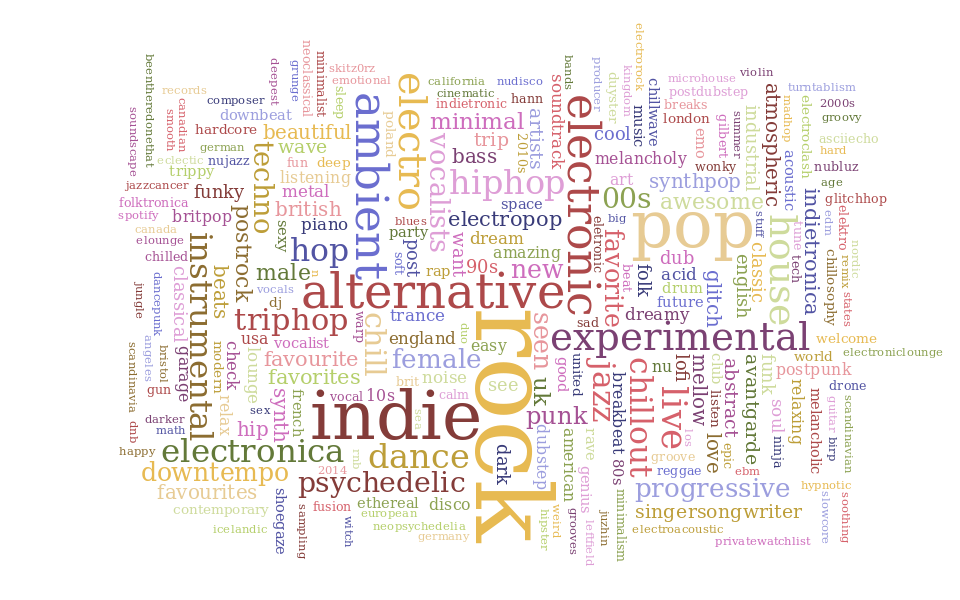 electrorock
beentheredonethat
deepest
grunge
neoclassical
minimalist
skitz0rz
emotional
sleep
california
nudisco
cinematic
indietronic
hann
bands
producer
kingdom
duyster
chillwave
music
microhouse
violin
postdubstep
breaks
london
turntablism
2000s
groovy
records
composer
downbeat
canadian
smooth
hardcore
soundscape
beautiful
ambient
poland
electro
minimal
soundtrack
artists
2010s
trip
electronic
cool
emo
gilbert
summer
industrial
atmospheric
madhop
electroclash
asciiecho
hard
german
eclectic
nujazz
trippy
jazzcancer
techno
wave
fun
deep
listening
vocalists
bass
hiphop
melancholy
wonky
art
synthpop
acoustic
nubluz
age
folktronica
spotify
funky
metal
british
piano
britpop
postrock
sexy
blues
party
electropop
space
00s
awesome
pop
big
stuff
house
indietronica
glitchhop
edm
elektro
tune
tech
canada
elounge
chilled
instrumental
hop
post
soft
want
dream
amazing
eletronic
favorite
dub
classic
nordic
remix
states
chillosophy
classical
beats
male
n
vocals
dj
rap
90s
new
beat
folk
acid
drum
future
glitch
english
jungle
dancepunk
alternative
triphop
usa
vocalist
warp
chill
trance
england
duo
easy
rock
seen
sad
dreamy
experimental
welcome
electroniclounge
scandinavia
angeles
bristol
gun
garage
modern
check
lounge
favourite
favorites
female
brit
noise
see
good
united
uk
jazz
nu
lofi
mellow
club
abstract
avantgarde
funk
world
postpunk
drone
darker
math
dnb
happy
relax
sex
synth
french
vocal
10s
indie
sea
calm
punk
breakbeat
chillout
live
los
listen
love
epic
soul
relaxing
melancholic
guitar
birp
scandinavian
hip
electronica
rnb
dance
dark
dubstep
american
rave
80s
groove
reggae
ebm
ninja
downtempo
2014
psychedelic
favourites
shoegaze
fusion
ethereal
disco
genius
progressive
hypnotic
slowcore
soothing
contemporary
icelandic
sampling
witch
european
neopsychedelia
germany
hipster
weird
grooves
leftfield
juzhin
minimalism
singersongwriter
electroacoustic
privatewatchlist